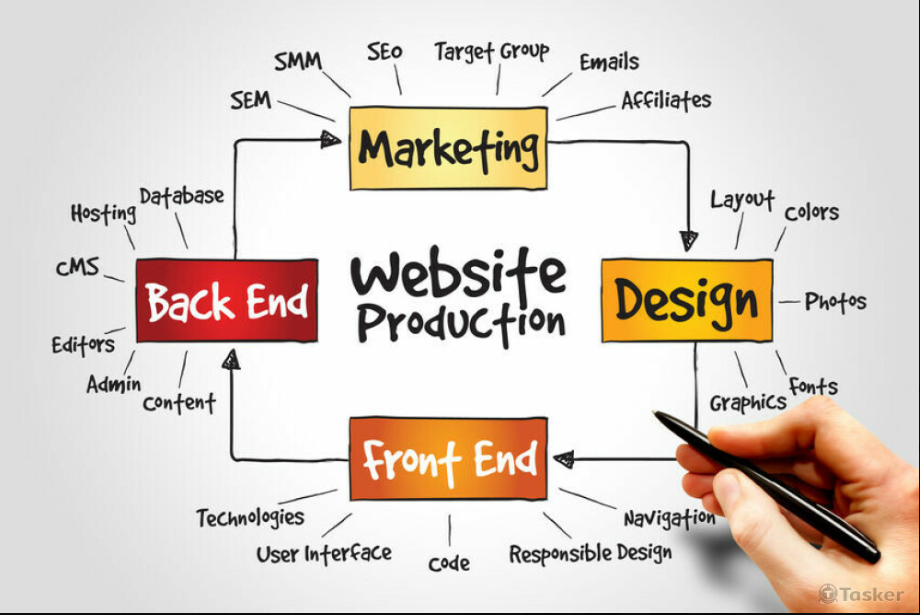 SMM
SEO
Target Group
Emails
SEM
Affiliates
Marketing
Database
Hosting
CMS
Back End
Editors
Admin
Content
Website
Production
Layout
Colors
Design
Photos
Fonts
Graphics
Front End
Technologies
User Interface
Code
Responsible Design
Navigation
Tasker